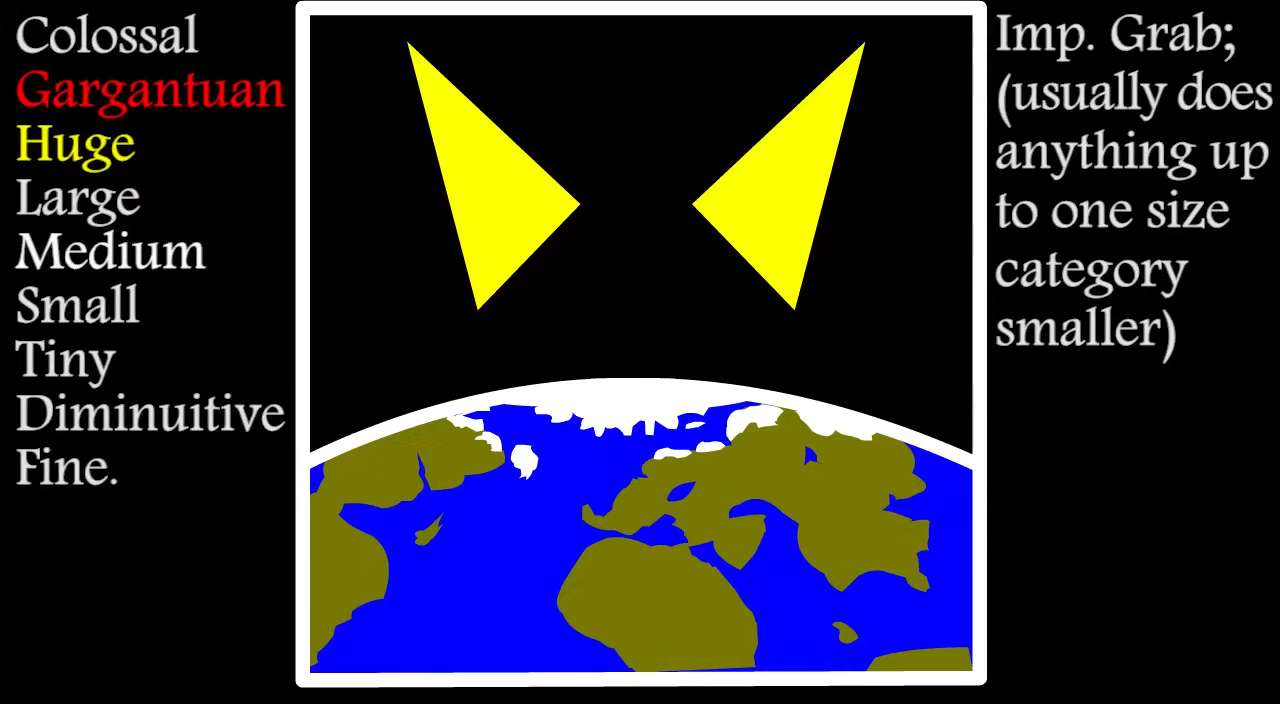 Colossal
Gargantuan
Huge
Large
Medium
Small
Tiny
Diminuitive
Fine.
Imp. Grab;
(usually does
anything up
to one size
category
smaller)